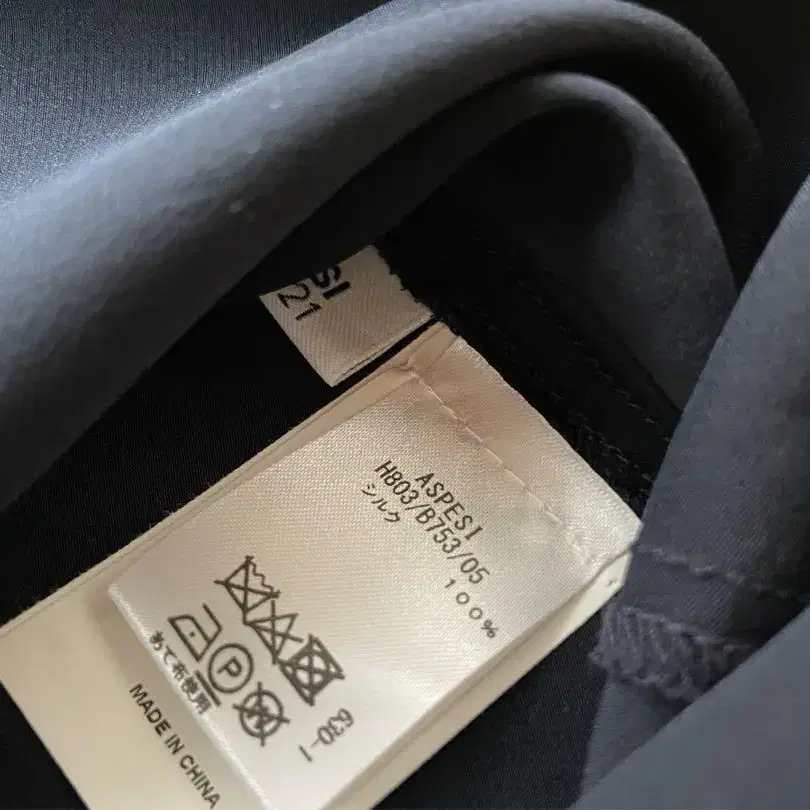 SI
21
ASPESI
H803/B753/05
シルク 100%
P W
あて布使用
630-1
MADE IN CHINA